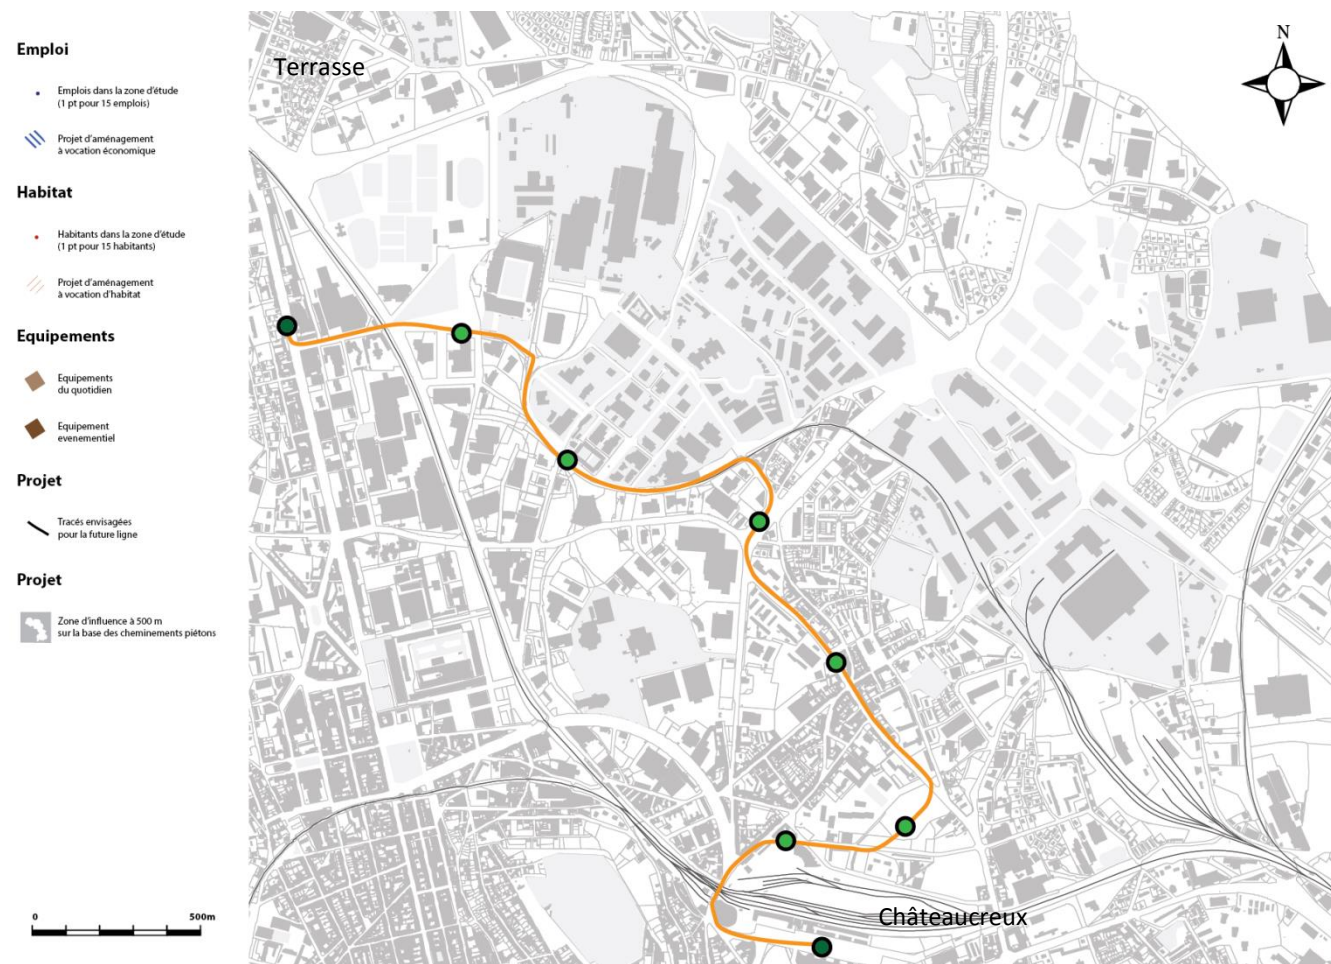 Emploi
Emplois dans la zone d'étude
(1 pt pour 15 emplois)
Projet d'aménagement
à vocation économique
Habitat
Habitants dans la zone d'étude
(1 pt pour 15 habitants)
Projet d'aménagement
à vocation d'habitat
Equipements
Equipements
du quotidien
Equipement
evenementiel
Projet
Tracés envisagées
pour la future ligne
Projet
Zone d'influence à 500 m
sur la base des cheminements piétons
0 500m
Terrasse
N
Châteaucreux